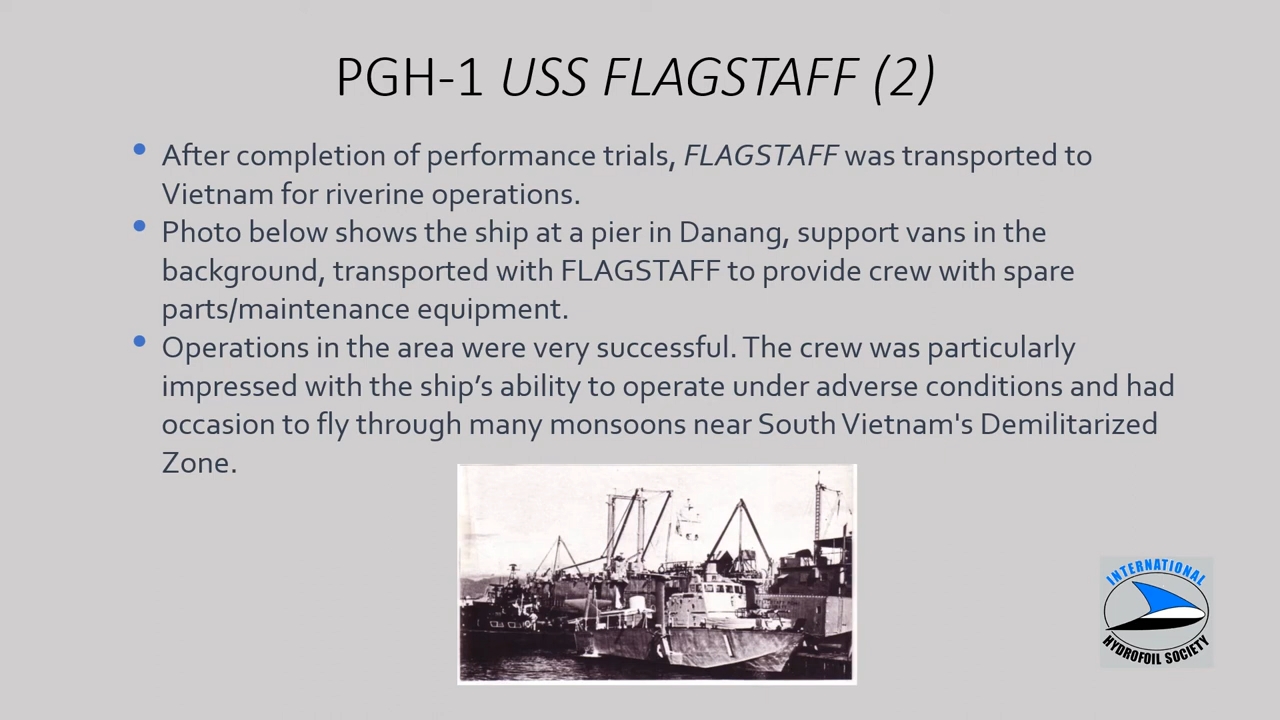 PGH-1 USS FLAGSTAFF (2)
• After completion of performance trials, FLAGSTAFF was transported to
Vietnam for riverine operations.
• Photo below shows the ship at a pier in Danang, support vans in the
background, transported with FLAGSTAFF to provide crew with spare
parts/maintenance equipment.
• Operations in the area were very successful. The crew was particularly
impressed with the ship’s ability to operate under adverse conditions and had
occasion to fly through many monsoons near South Vietnam's Demilitarized
Zone.
1
INTERNATIONAL
HYDROFOIL SOCIETY